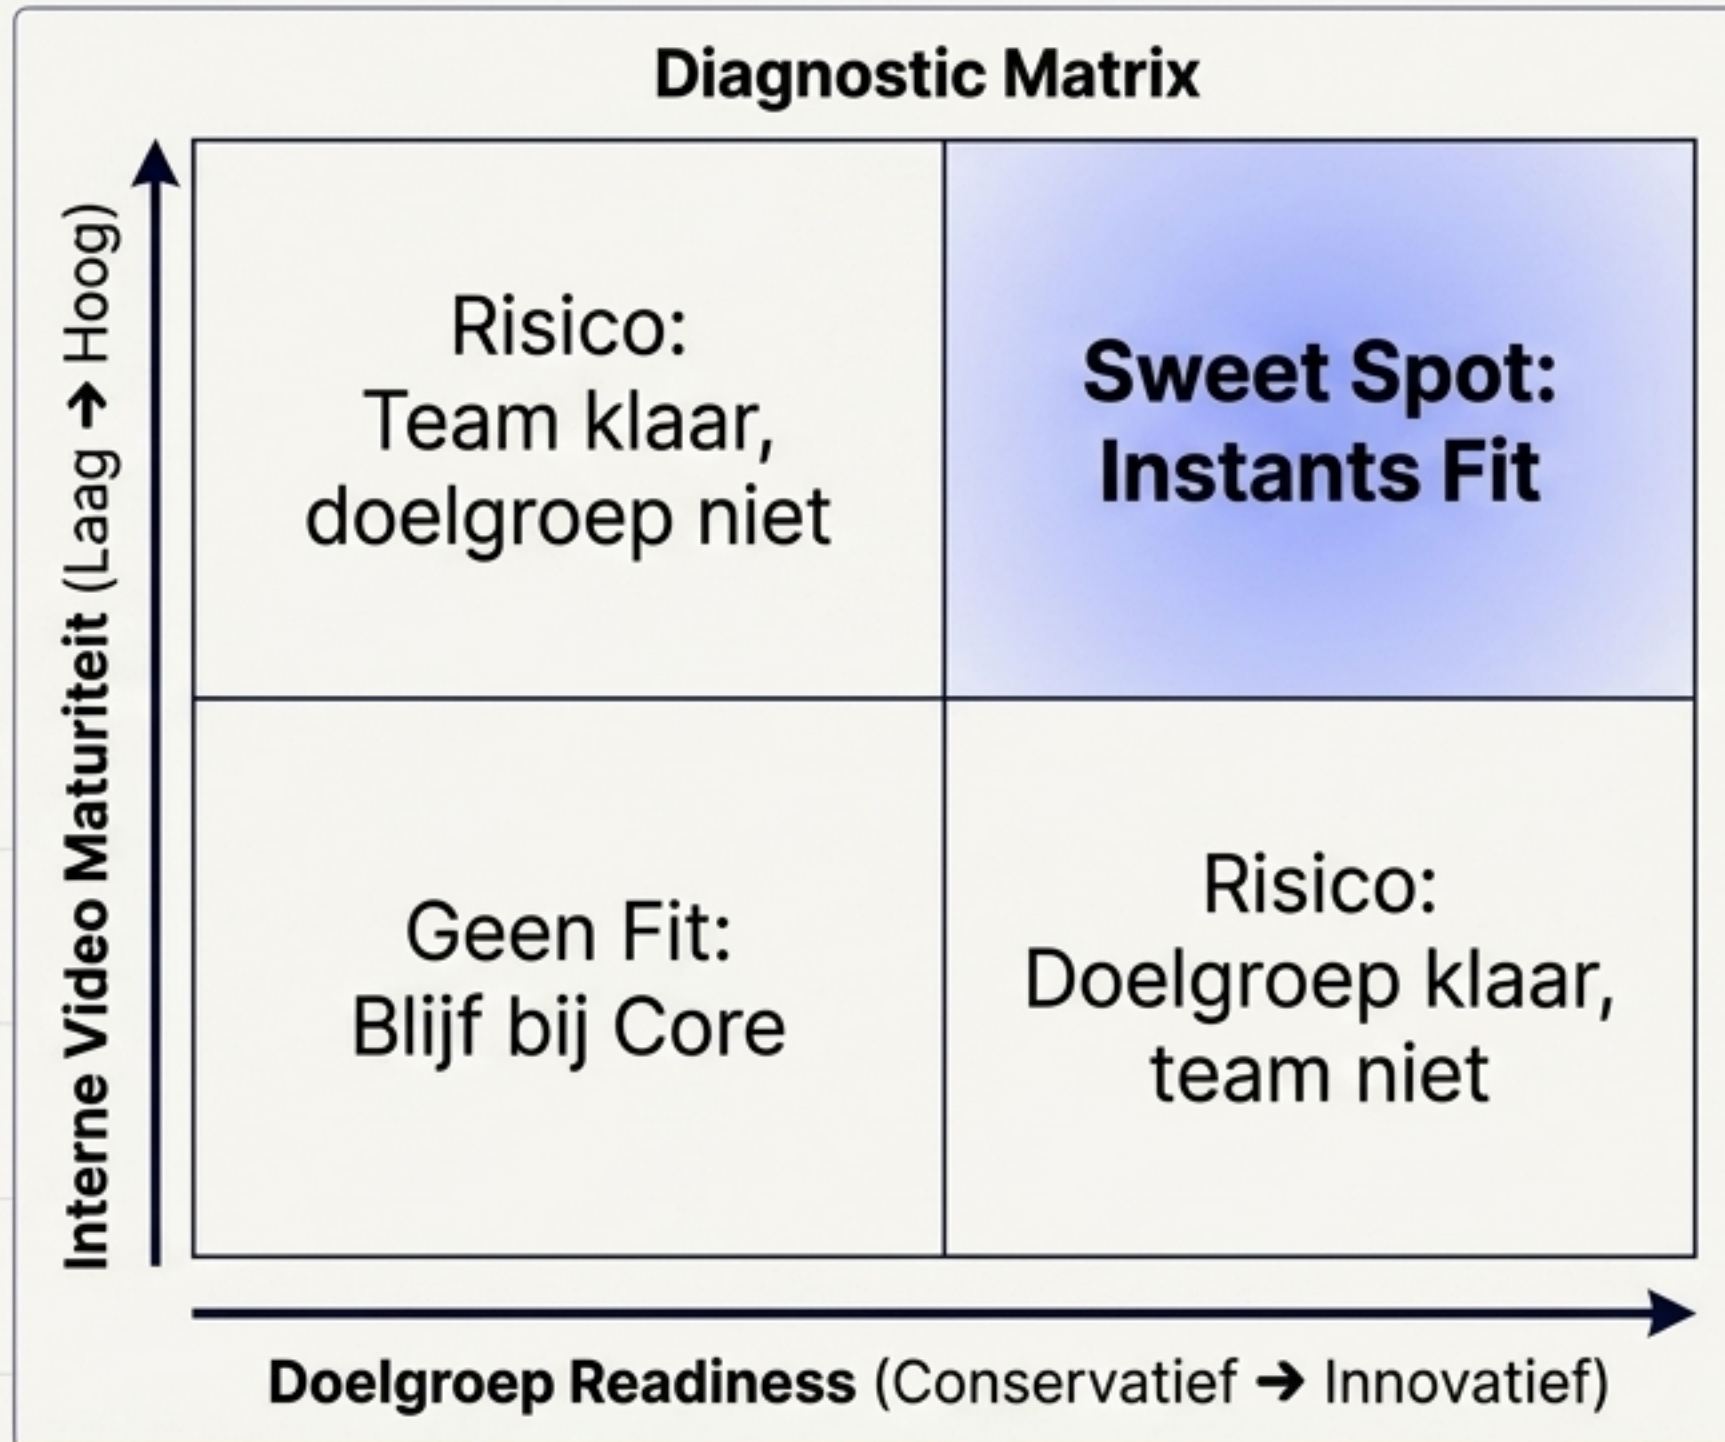 Diagnostic Matrix
Interne Video Maturiteit (Laag → Hoog)
Risico:
Team klaar,
doelgroep niet
Sweet Spot:
Instants Fit
Geen Fit:
Blijf bij Core
Risico:
Doelgroep klaar,
team niet
Doelgroep Readiness (Conservatief → Innovatief)